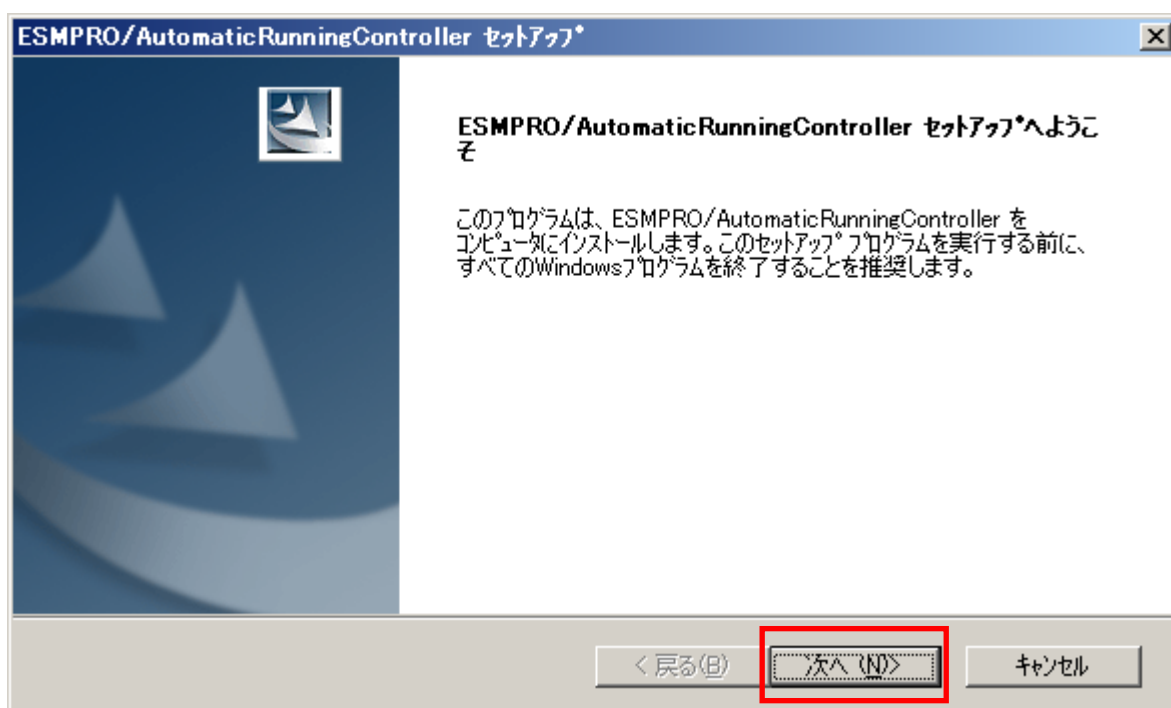 ESMPRO/AutomaticRunningController ｾｯﾄｱｯﾌﾟ
ESMPRO/AutomaticRunningController ｾｯﾄｱｯﾌﾟへようこ
そ
このﾌﾟﾛｸﾞﾗﾑは、ESMPRO/AutomaticRunningController を
ｺﾝﾋﾟｭｰﾀにｲﾝｽﾄｰﾙします。このｾｯﾄｱｯﾌﾟ ﾌﾟﾛｸﾞﾗﾑを実行する前に、
すべてのWindowsﾌﾟﾛｸﾞﾗﾑを終了することを推奨します。
< 戻る(B)
次へ (N)>
ｷｬﾝｾﾙ